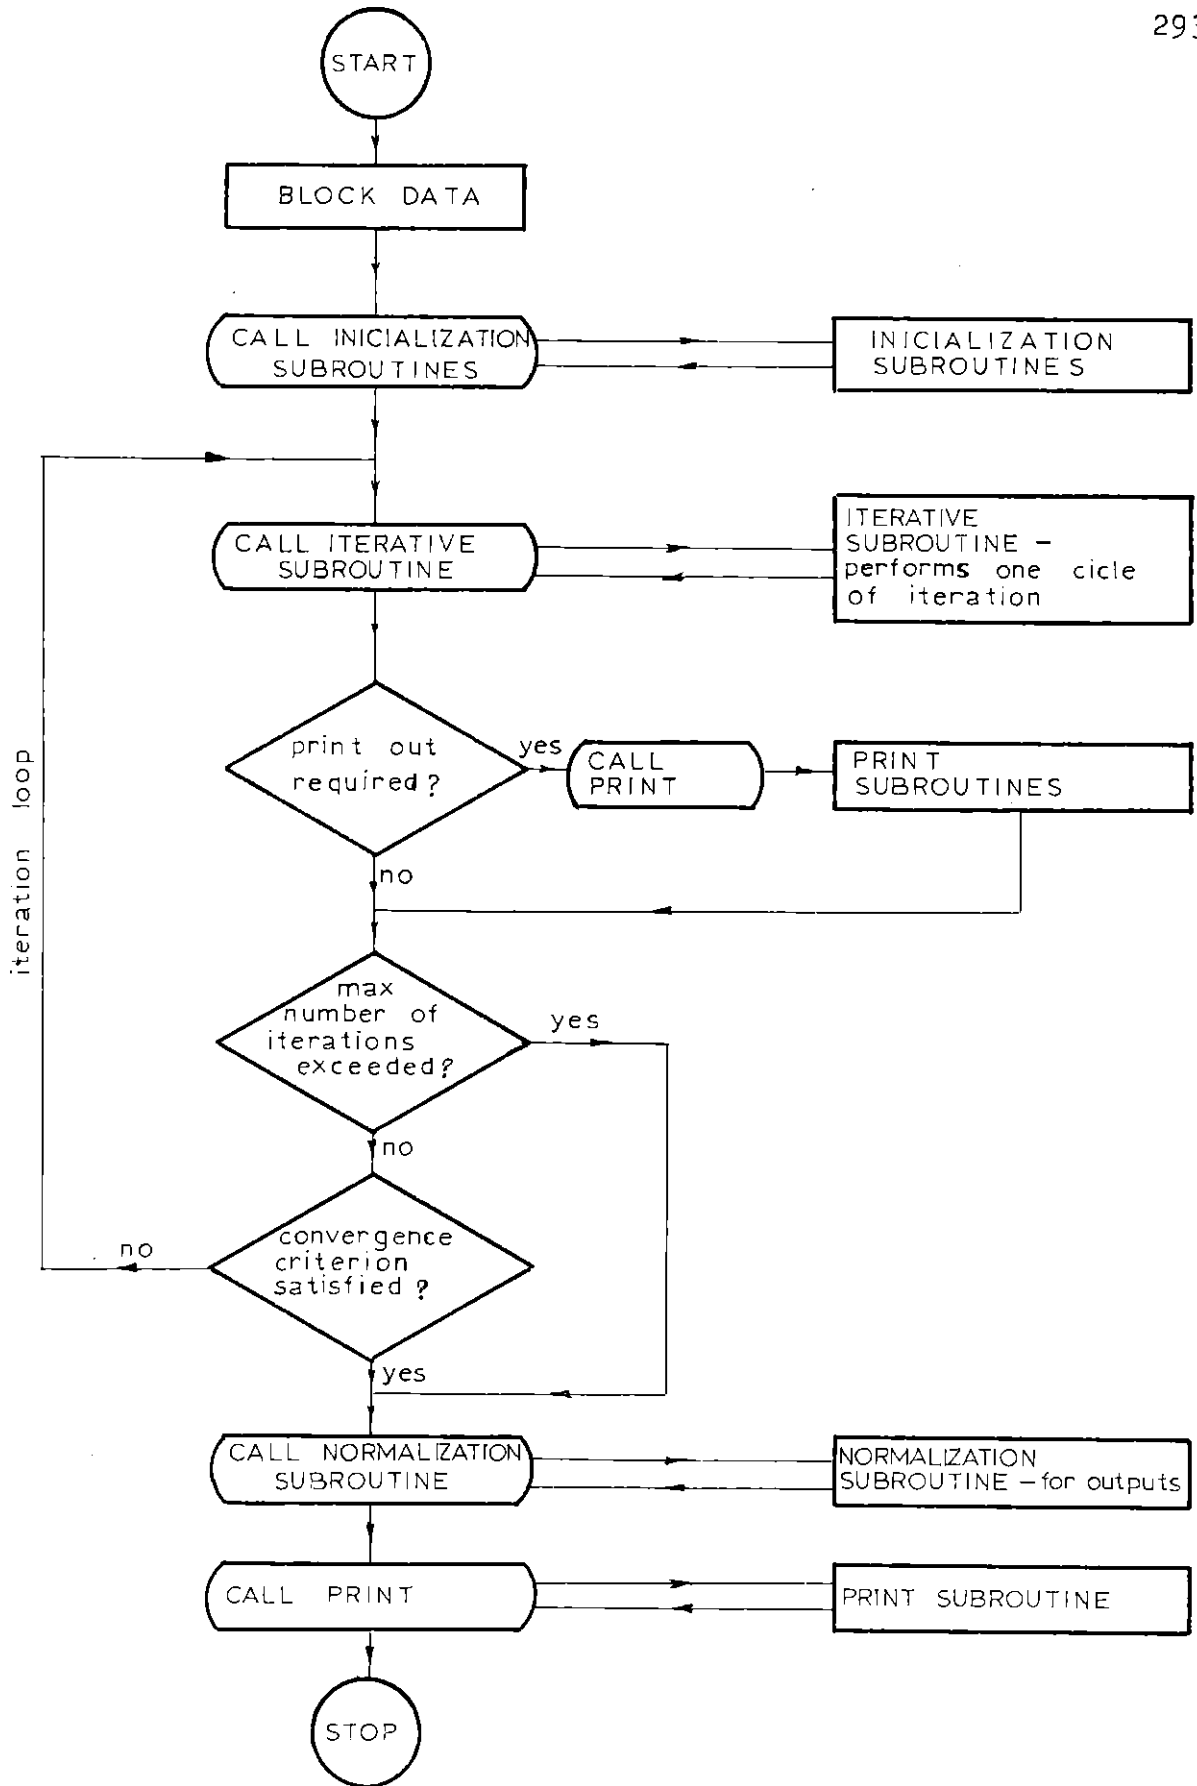 293
START
BLOCK DATA
CALL INICIALIZATION
SUBROUTINES
INICIALIZATION
SUBROUTINES
CALL ITERATIVE
SUBROUTINE
ITERATIVE
SUBROUTINE –
performs one cicle
of iteration
iteration loop
print out
required?
yes
CALL
PRINT
PRINT
SUBROUTINES
no
max
number of
iterations
exceeded?
yes
no
convergence
criterion
satisfied?
no
yes
CALL NORMALIZATION
SUBROUTINE
NORMALIZATION
SUBROUTINE – for outputs
CALL PRINT
PRINT SUBROUTINE
STOP